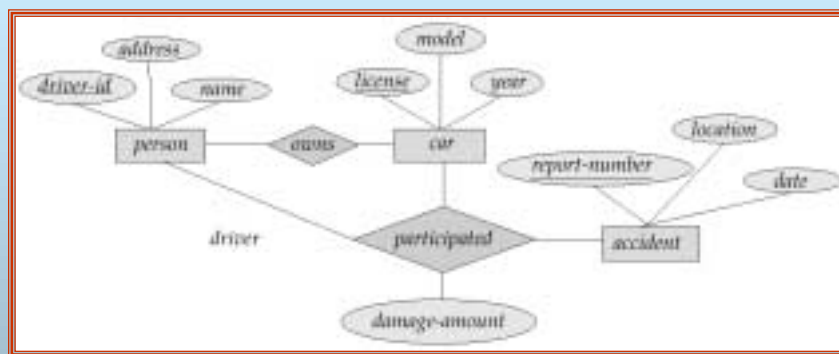 model
address
driver-id
name
license
year
person
owns
car
location
report-number
date
driver
participated
accident
damage-amount